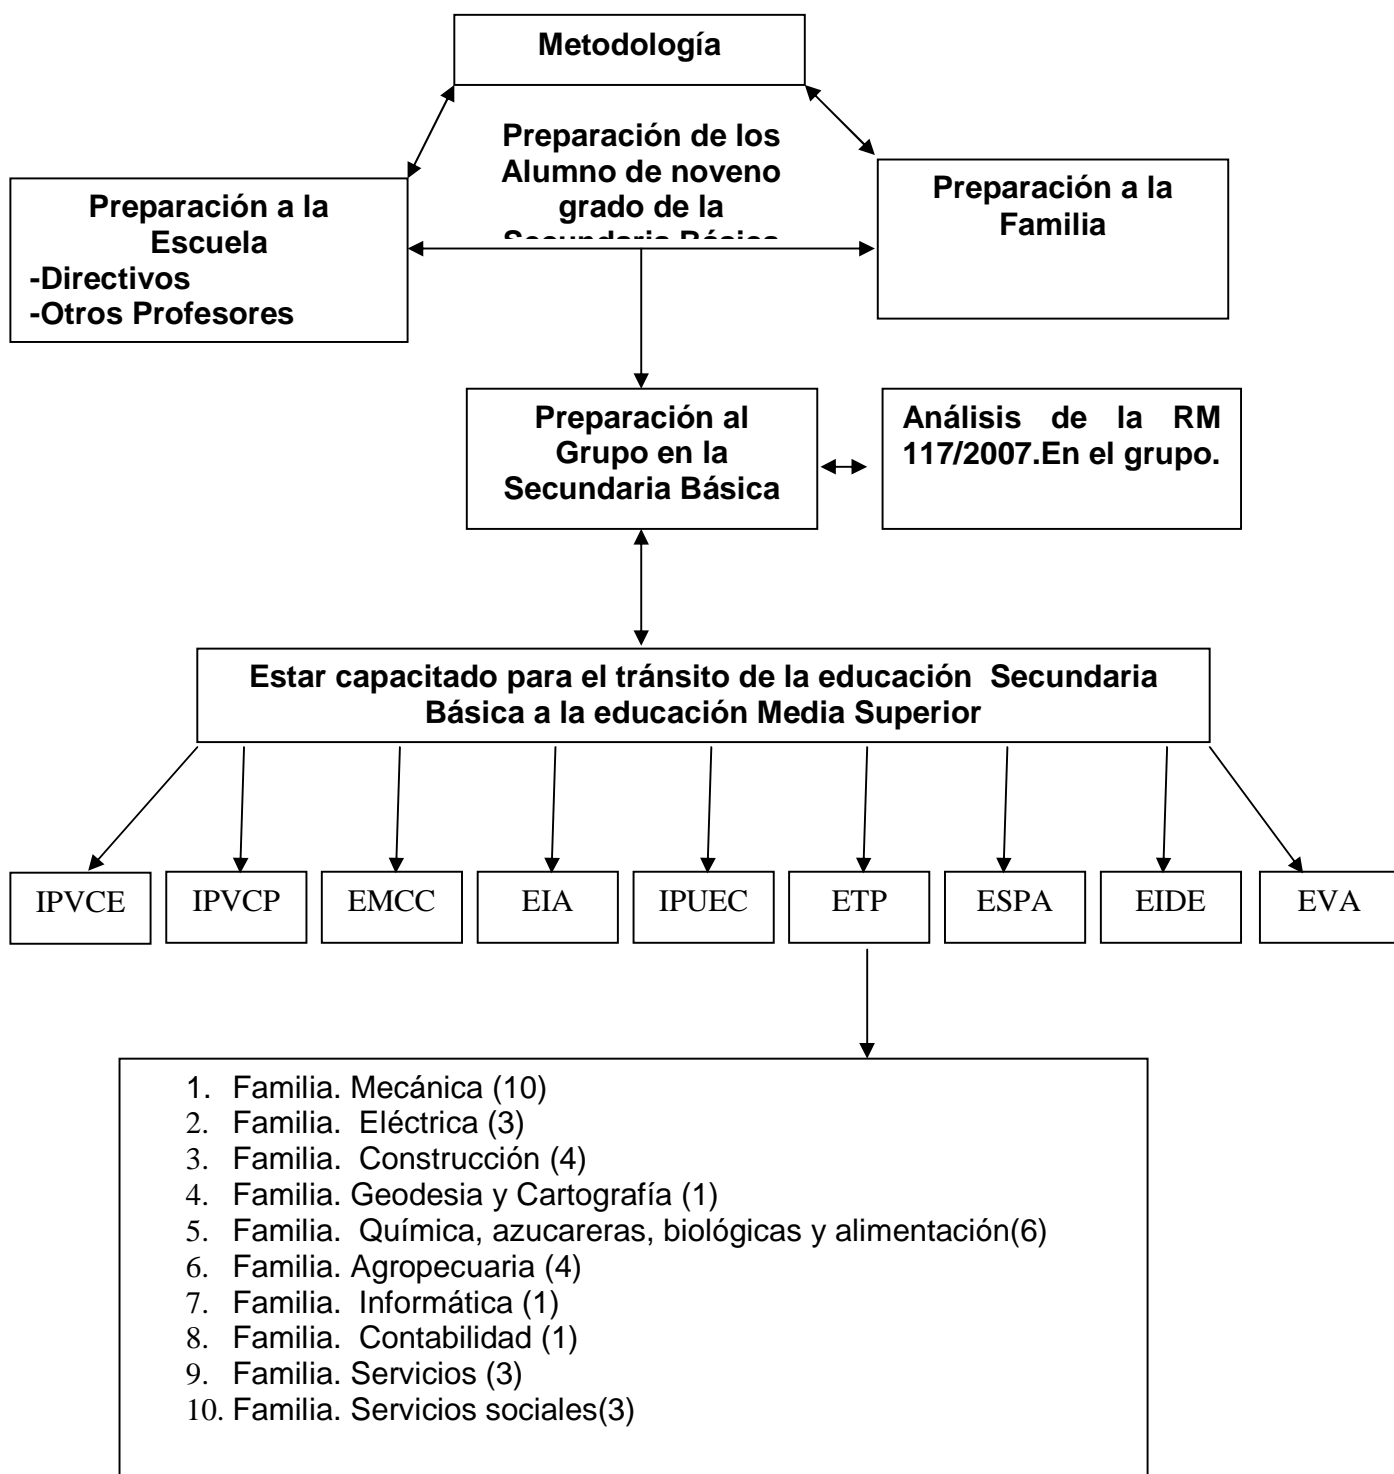 Metodología
Preparación de los
Alumno de noveno
grado de la
Secundaria Básica
Preparación a la
Escuela
-Directivos
-Otros Profesores
Preparación a la
Familia
Preparación al
Grupo en la
Secundaria Básica
Análisis de la RM
117/2007.En el grupo.
Estar capacitado para el tránsito de la educación Secundaria
Básica a la educación Media Superior
IPVCE
IPVCP
EMCC
EIA
IPUEC
ETP
ESPA
EIDE
EVA
1. Familia. Mecánica (10)
2. Familia. Eléctrica (3)
3. Familia. Construcción (4)
4. Familia. Geodesia y Cartografía (1)
5. Familia. Química, azucareras, biológicas y alimentación(6)
6. Familia. Agropecuaria (4)
7. Familia. Informática (1)
8. Familia. Contabilidad (1)
9. Familia. Servicios (3)
10. Familia. Servicios sociales(3)